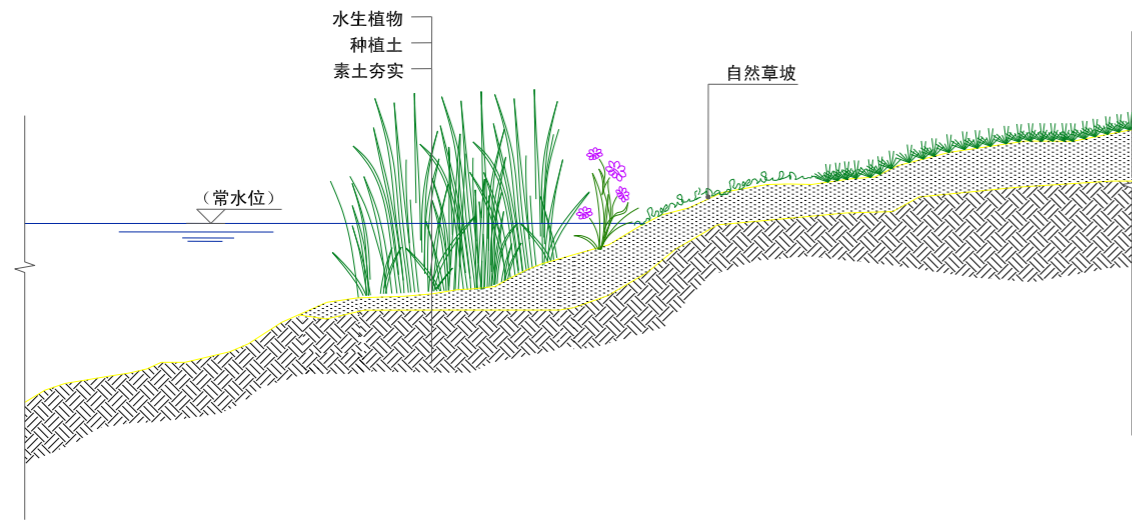 水生植物
种植土
素土夯实
自然草坡
（常水位）